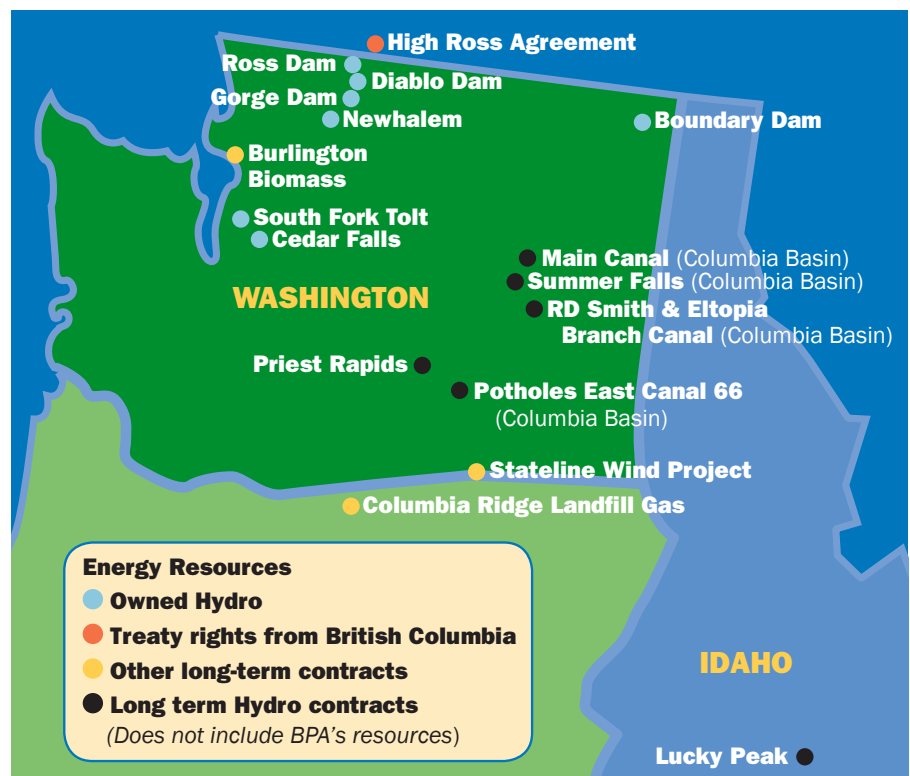 High Ross Agreement
Ross Dam
Diablo Dam
Gorge Dam
Newhalem
Boundary Dam
Burlington
Biomass
South Fork Tolt
Cedar Falls
Main Canal (Columbia Basin)
Summer Falls (Columbia Basin)
WASHINGTON
RD Smith & Eltopia
Branch Canal (Columbia Basin)
Priest Rapids
Potholes East Canal 66
(Columbia Basin)
Stateline Wind Project
Columbia Ridge Landfill Gas
Energy Resources
Owned Hydro
Treaty rights from British Columbia
Other long-term contracts
Long term Hydro contracts
(Does not include BPA's resources)
IDAHO
Lucky Peak